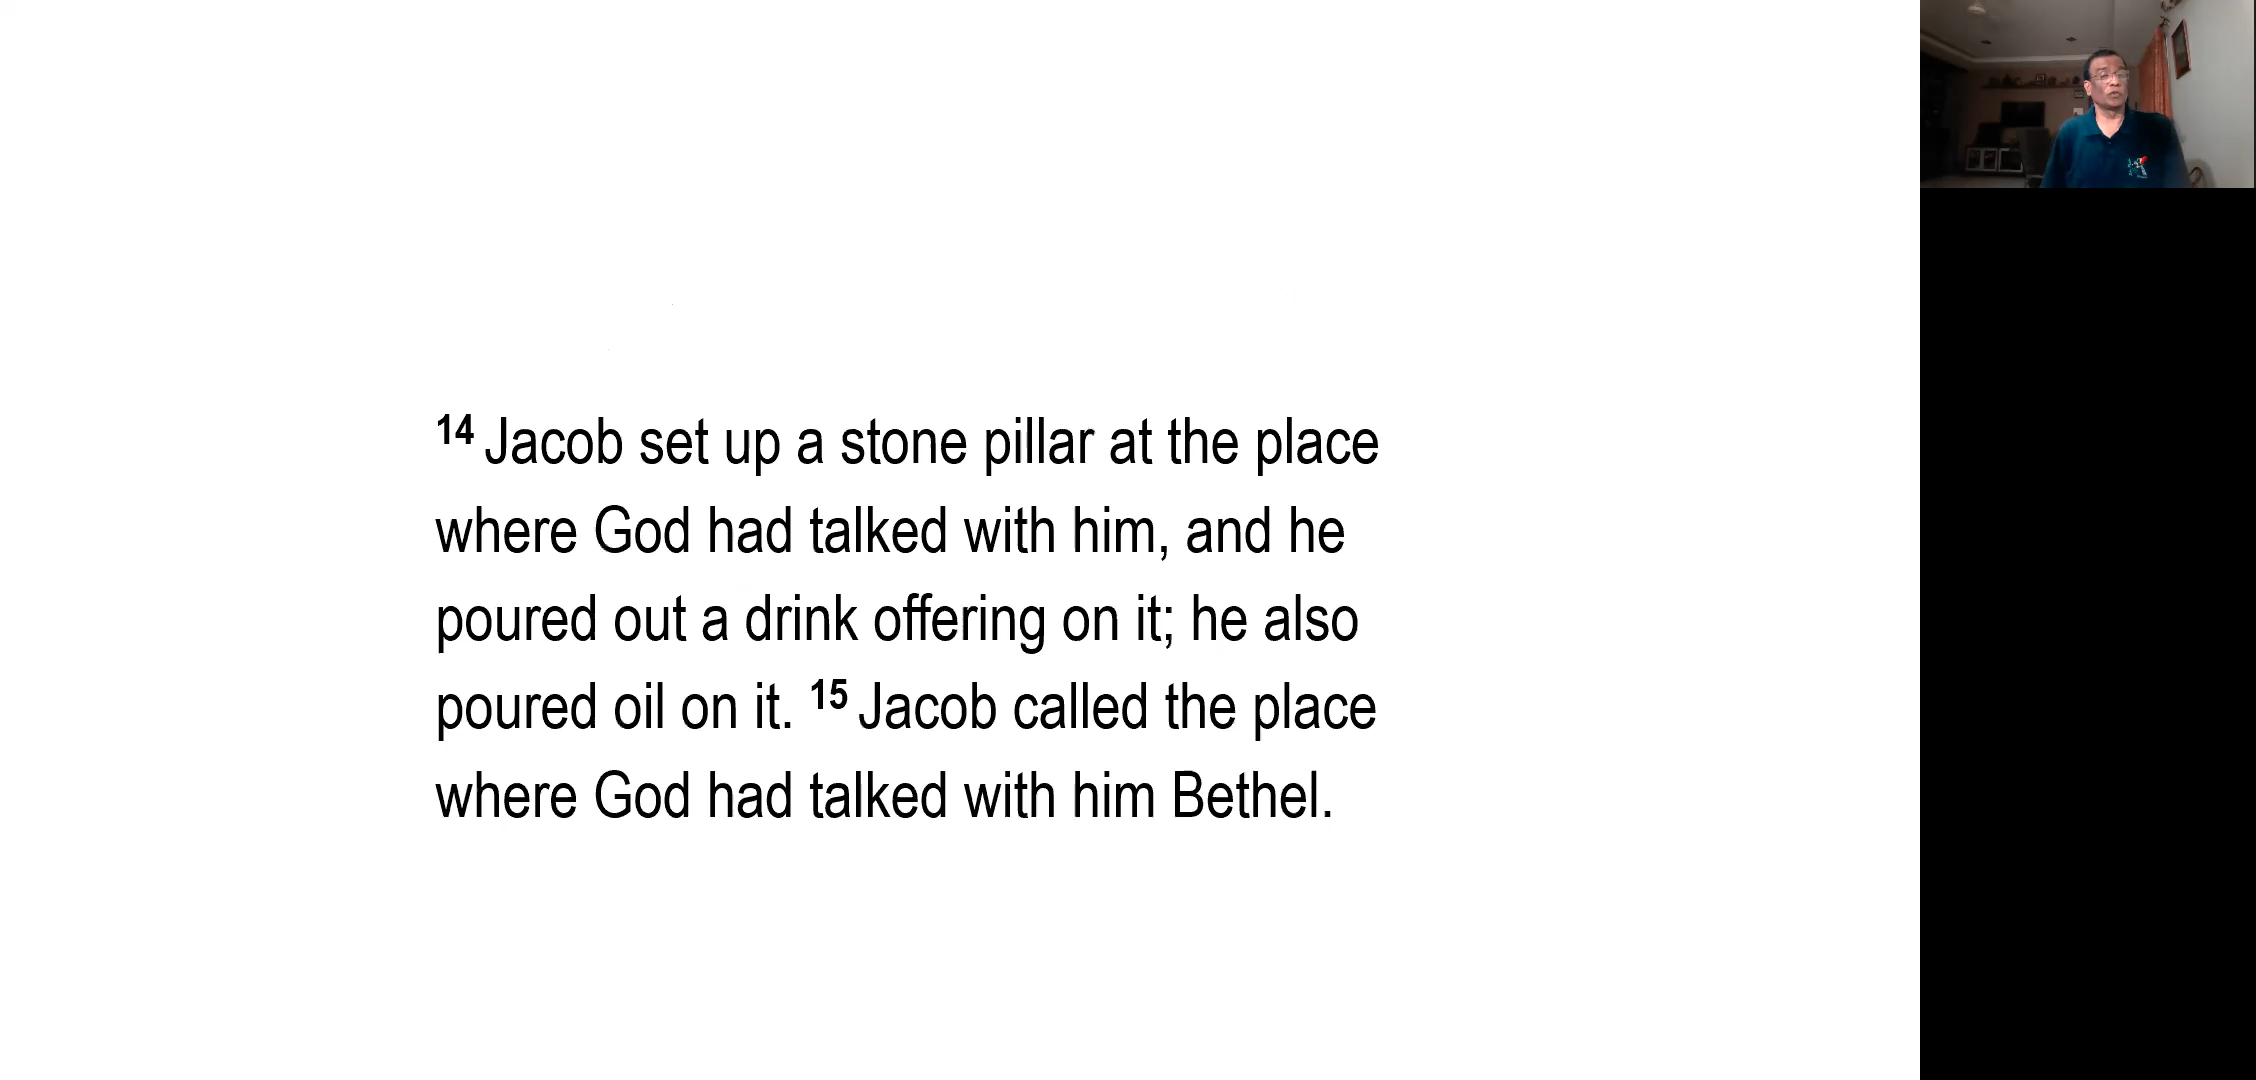 14 Jacob set up a stone pillar at the place
where God had talked with him, and he
poured out a drink offering on it; he also
poured oil on it. 15 Jacob called the place
where God had talked with him Bethel.